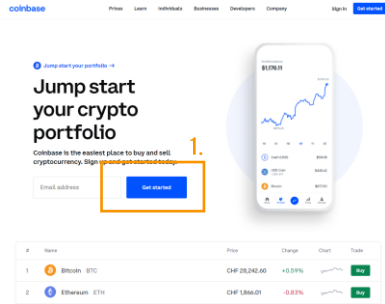 coinbase
Prices Learn Individuals Businesses Developers Company Sign in Get started
Jump start your portfolio →
Jump start
your crypto
portfolio
Coinbase is the easiest place to buy and sell
cryptocurrency. Sign up and get started today.
1.
Email address
Get started
$1,178.11
Bitcoin
# Name Price Change Chart Trade
1 Bitcoin BTC CHF 28,242.60 +0.59% Buy
2 Ethereum ETH CHF 1,866.01 -0.83% Buy